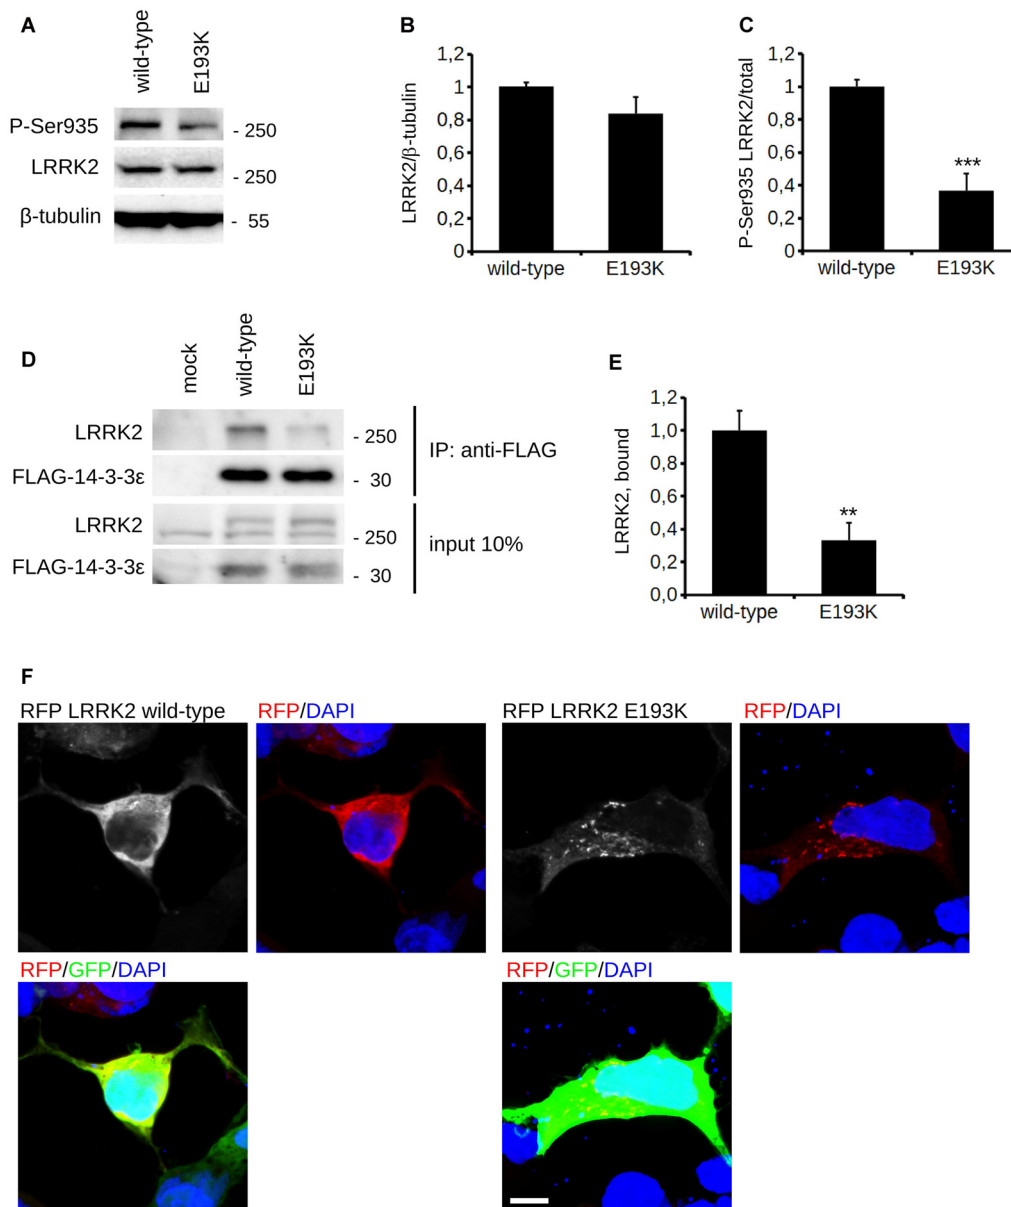 A
wild-type
E193K
P-Ser935
- 250
LRRK2
- 250
β-tubulin
- 55
B
LRRK2/β-tubulin
1,2
1
0,8
0,6
0,4
0,2
0
wild-type
E193K
C
P-Ser935 LRRK2/total
1,2
1
0,8
0,6
0,4
0,2
0
***
wild-type
E193K
D
mock
wild-type
E193K
LRRK2
- 250
FLAG-14-3-3ε
- 30
IP: anti-FLAG
LRRK2
- 250
FLAG-14-3-3ε
- 30
input 10%
E
LRRK2, bound
1,2
1,0
0,8
0,6
0,4
0,2
0,0
**
wild-type
E193K
F
RFP LRRK2 wild-type
RFP/DAPI
RFP LRRK2 E193K
RFP/DAPI
RFP/GFP/DAPI
RFP/GFP/DAPI